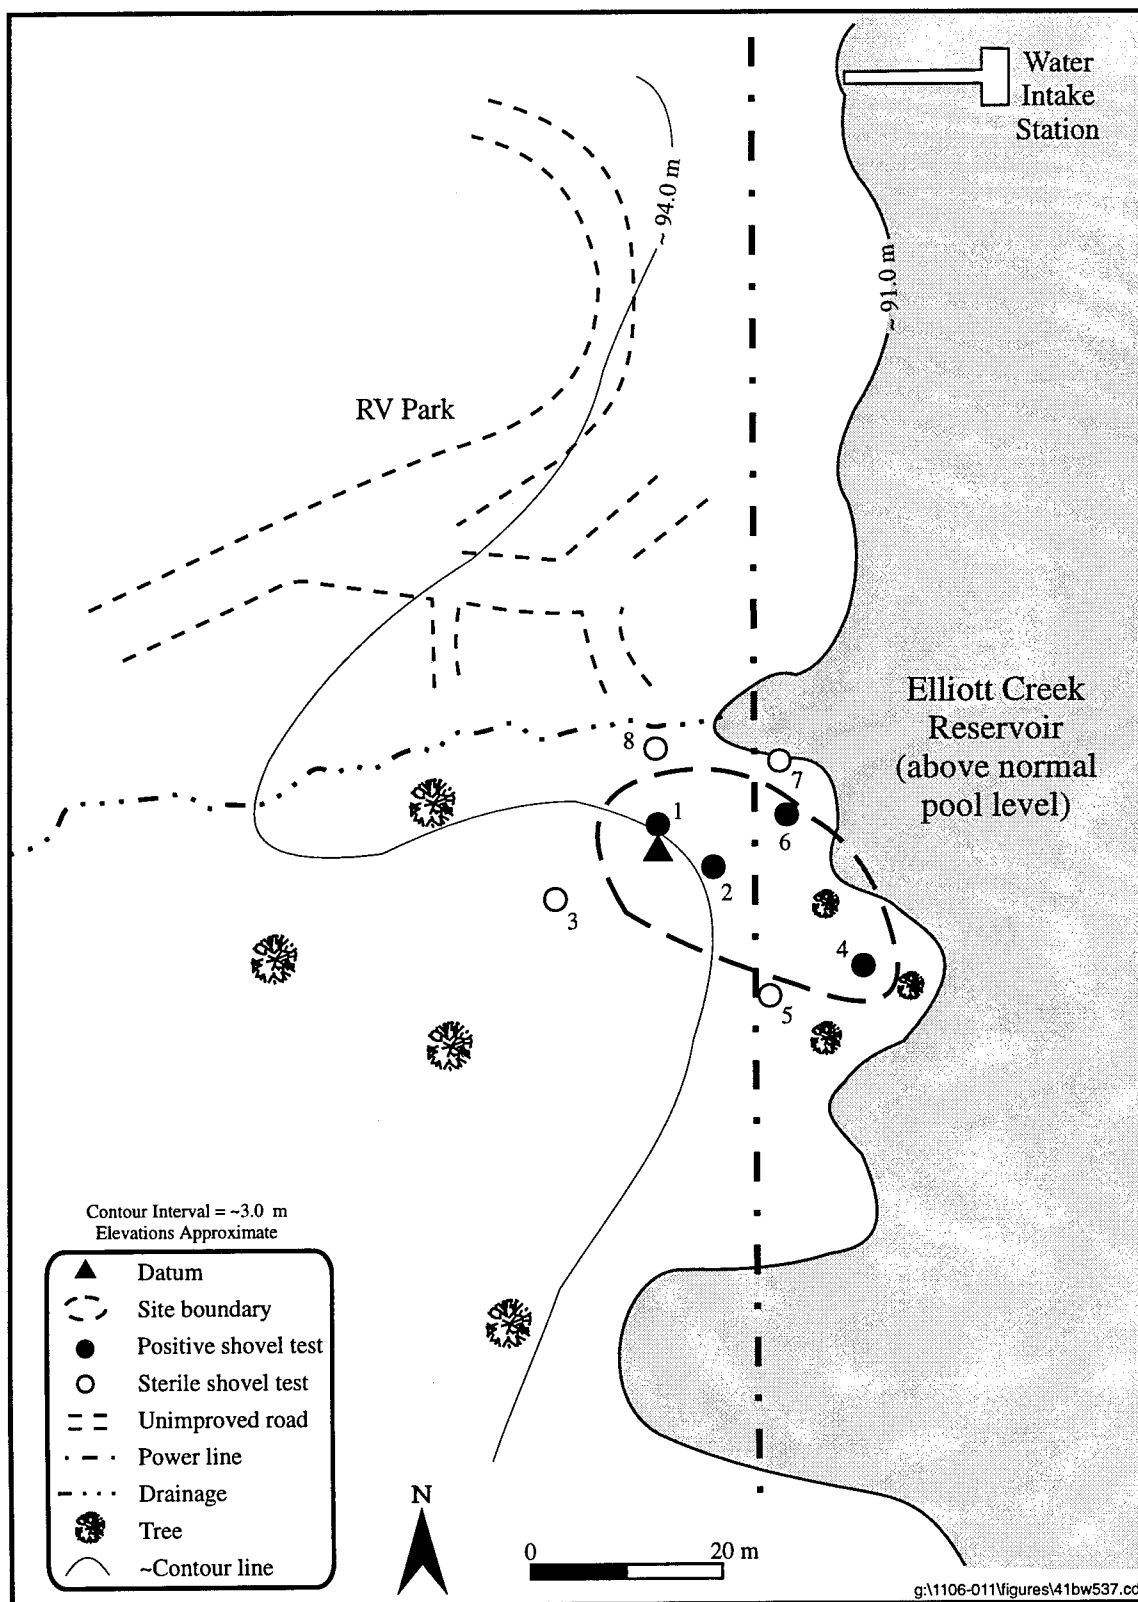 Water
Intake
Station
~ 94.0 m
~ 91.0 m
RV Park
Elliott Creek
Reservoir
(above normal
pool level)
8
7
1
6
2
3
4
5
Contour Interval = ~3.0 m
Elevations Approximate
Datum
Site boundary
Positive shovel test
Sterile shovel test
Unimproved road
Power line
Drainage
Tree
~Contour line
N
0 20 m
g:\1106-011\figures\41bw537.cd